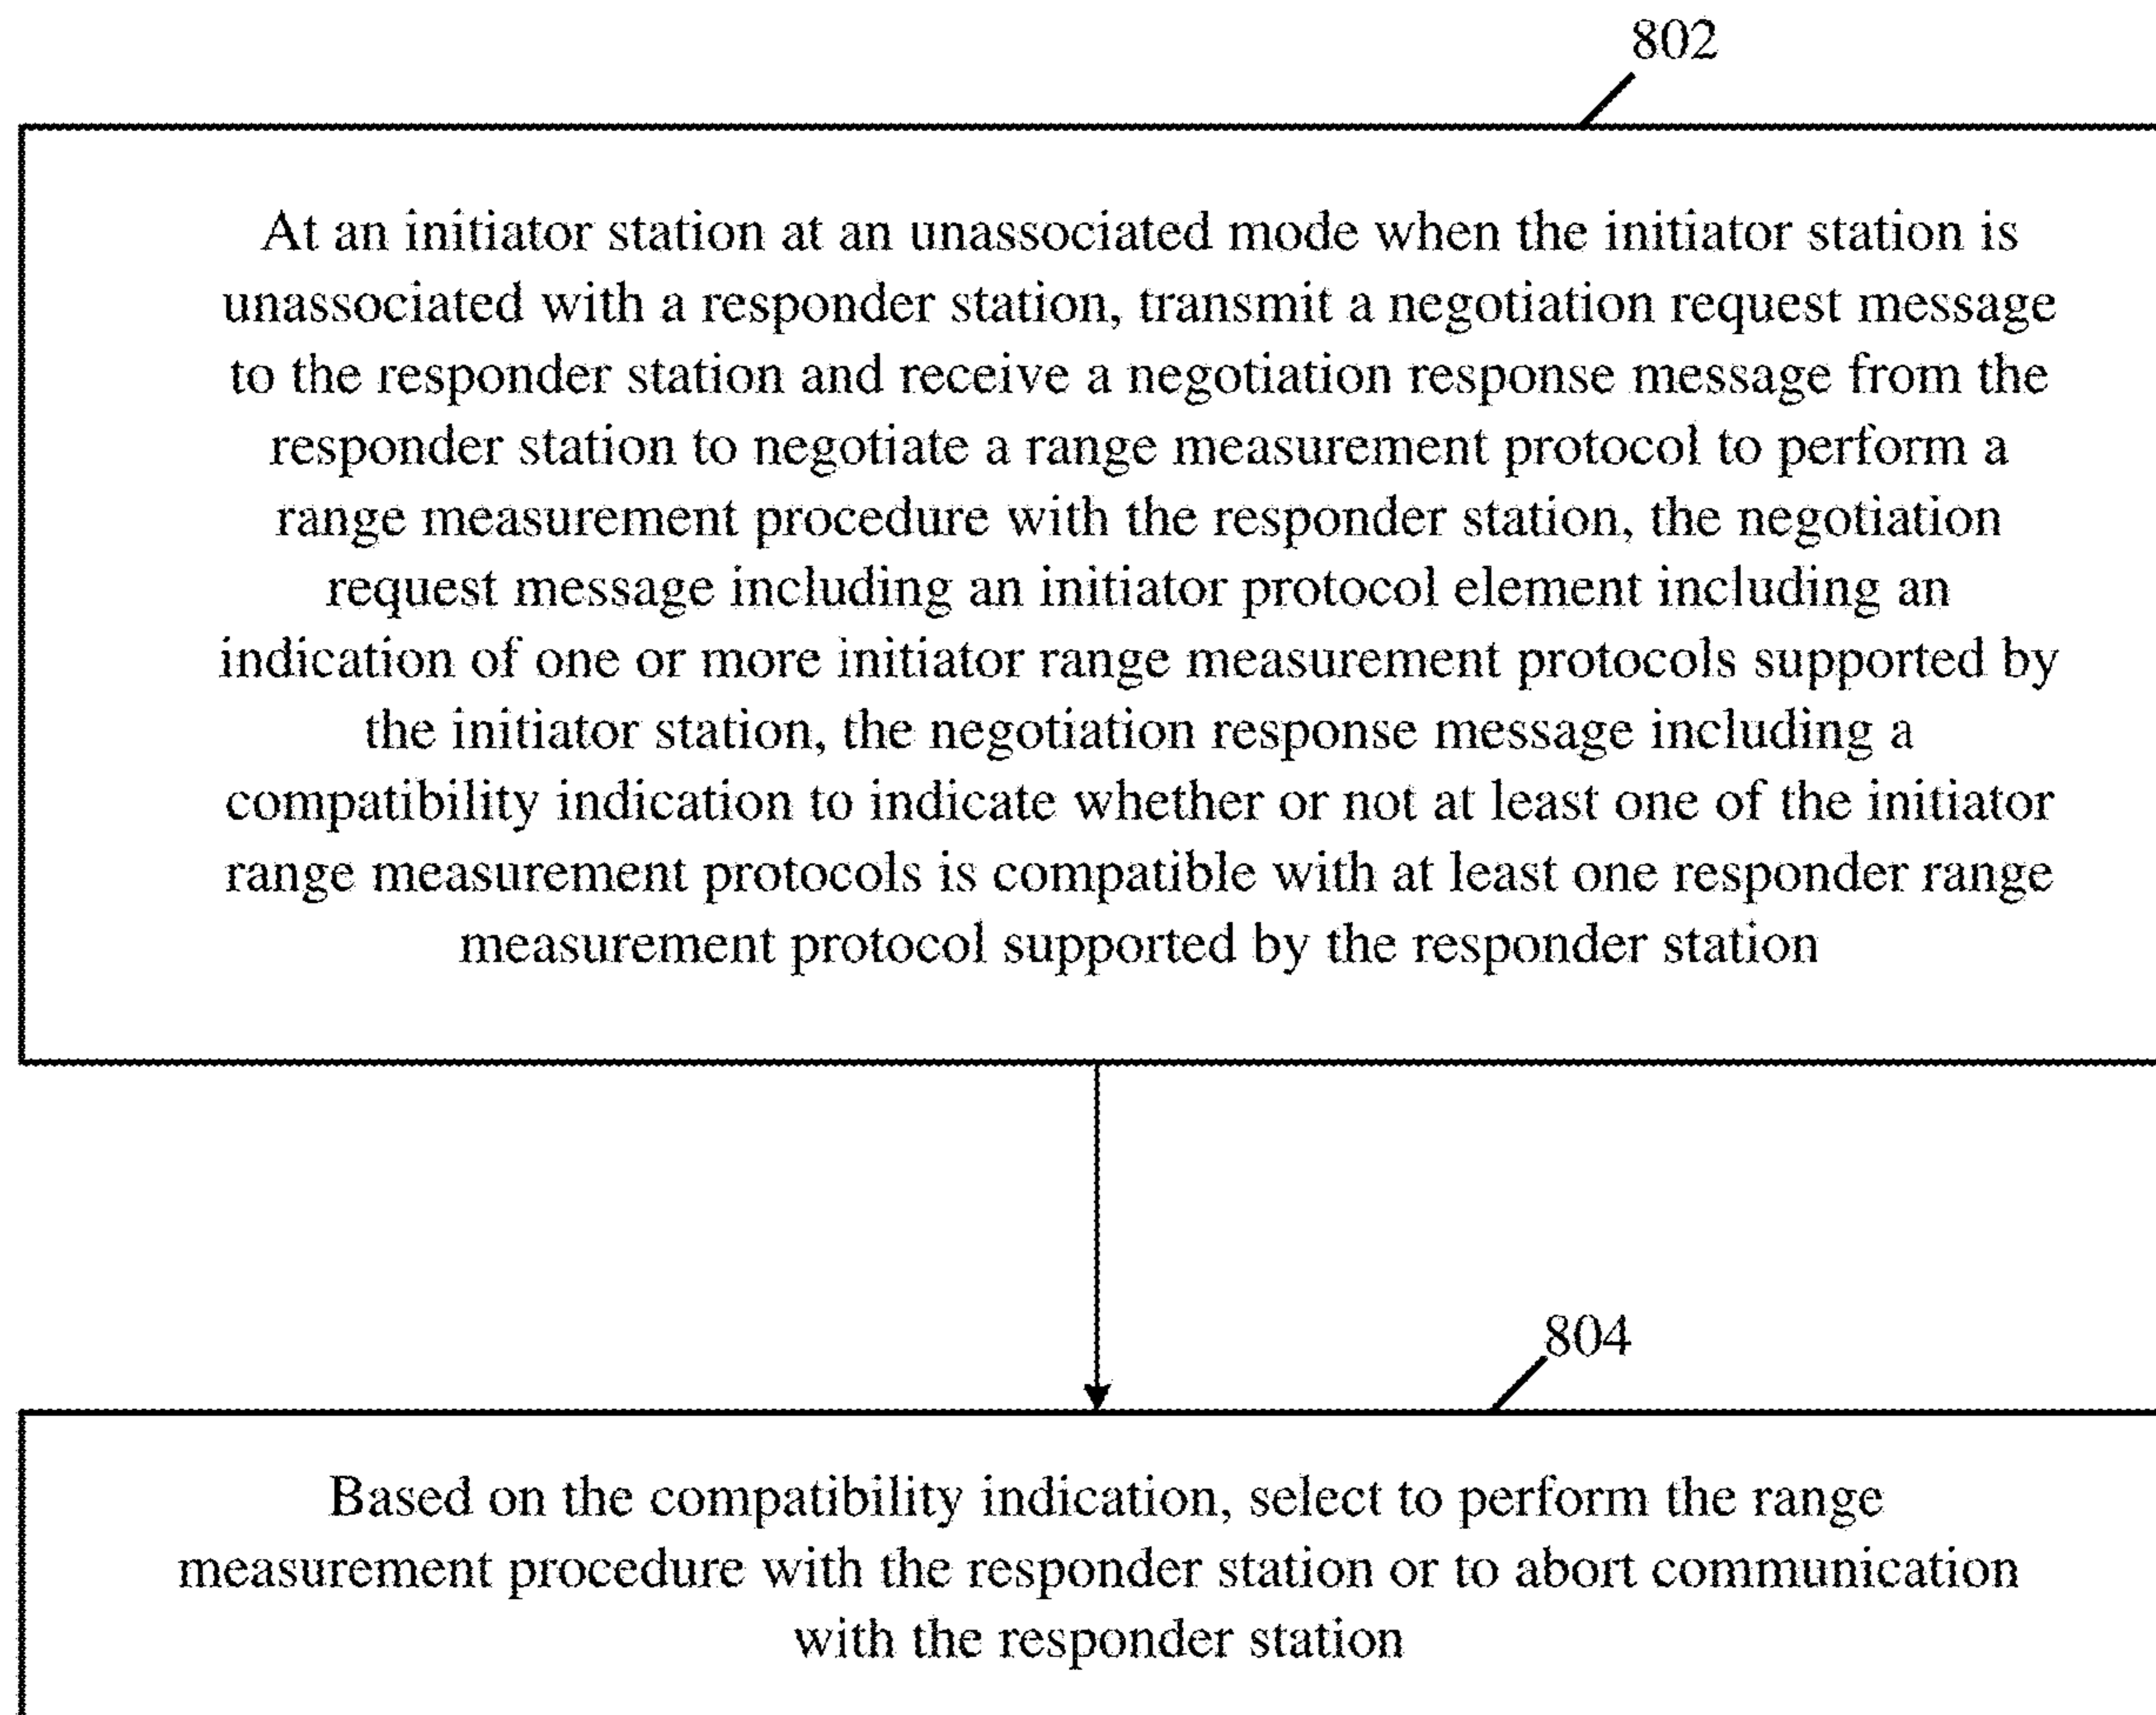 802
At an initiator station at an unassociated mode when the initiator station is
unassociated with a responder station, transmit a negotiation request message
to the responder station and receive a negotiation response message from the
responder station to negotiate a range measurement protocol to perform a
range measurement procedure with the responder station, the negotiation
request message including an initiator protocol element including an
indication of one or more initiator range measurement protocols supported by
the initiator station, the negotiation response message including a
compatibility indication to indicate whether or not at least one of the initiator
range measurement protocols is compatible with at least one responder range
measurement protocol supported by the responder station
804
Based on the compatibility indication, select to perform the range
measurement procedure with the responder station or to abort communication
with the responder station